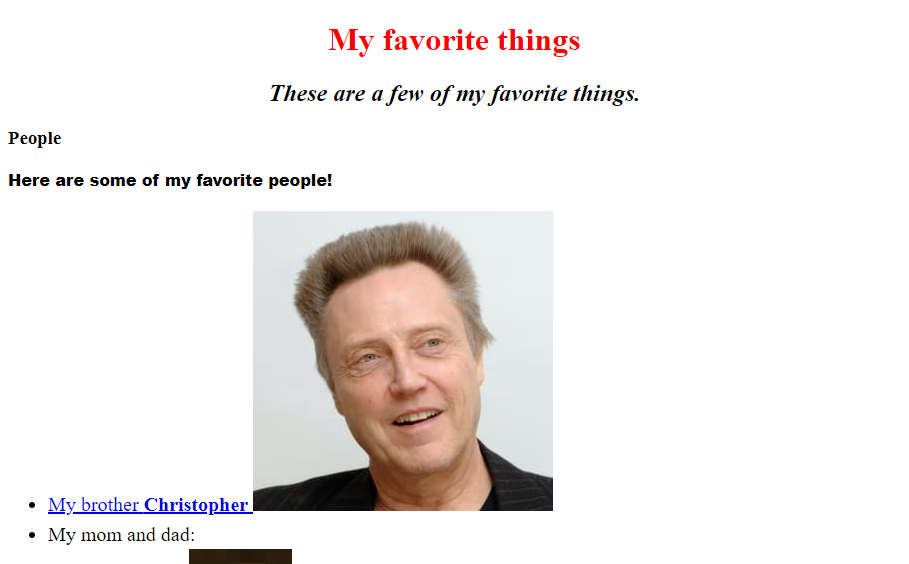 My favorite things
These are a few of my favorite things.
People
Here are some of my favorite people!
My brother Christopher
My mom and dad: